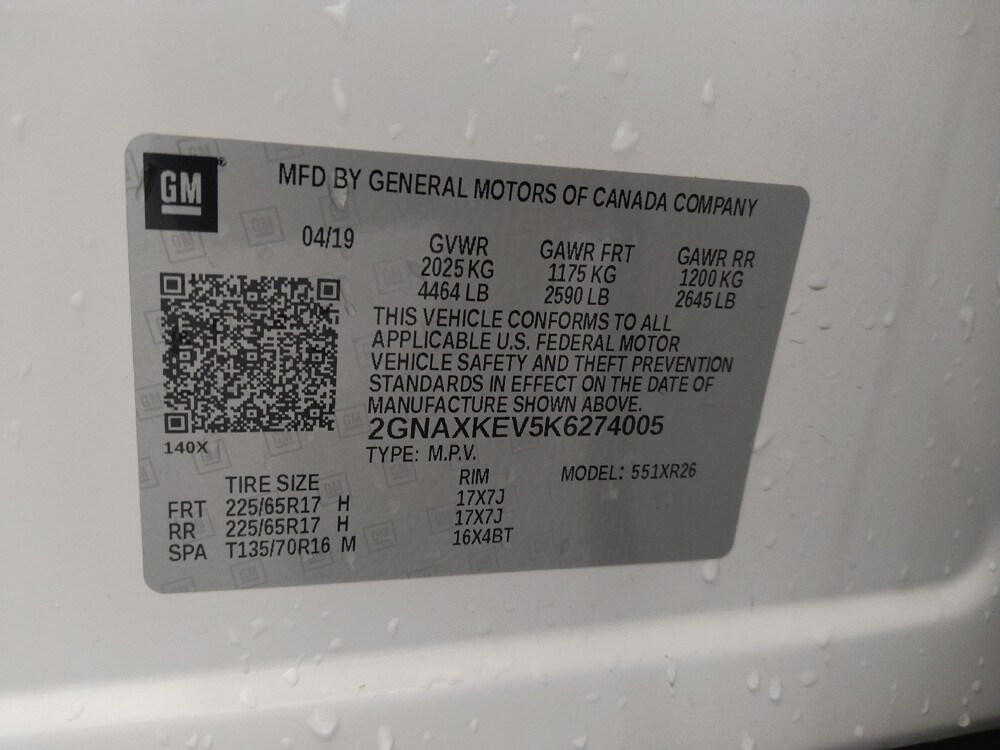 GM
MFD BY GENERAL MOTORS OF CANADA COMPANY
04/19
GVWR GAWR FRT GAWR RR
2025 KG 1175 KG 1200 KG
4464 LB 2590 LB 2645 LB
THIS VEHICLE CONFORMS TO ALL
APPLICABLE U.S. FEDERAL MOTOR
VEHICLE SAFETY AND THEFT PREVENTION
STANDARDS IN EFFECT ON THE DATE OF
MANUFACTURE SHOWN ABOVE.
2GNAXKEV5K6274005
140X
TYPE: M.P.V. MODEL: 551XR26
TIRE SIZE RIM
FRT 225/65R17 H 17X7J
RR 225/65R17 H 17X7J
SPA T135/70R16 M 16X4BT